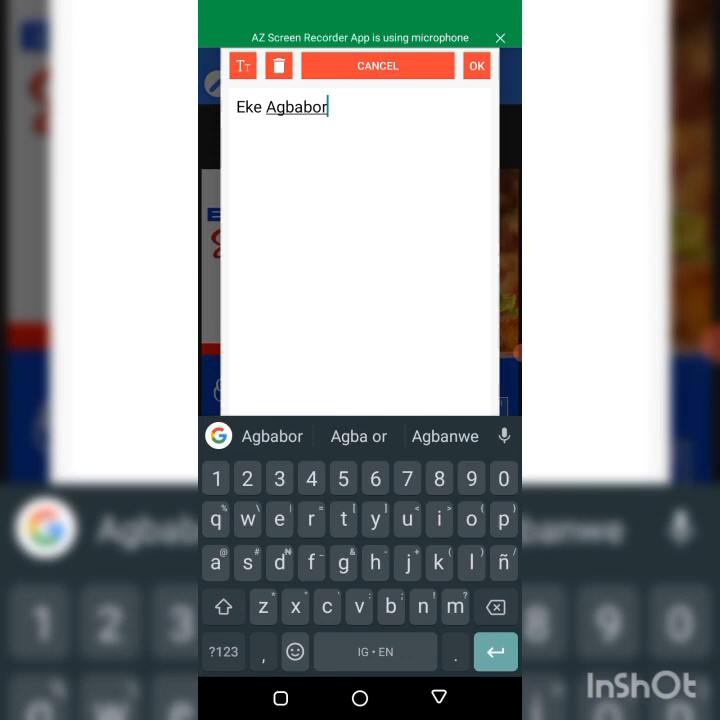 AZ Screen Recorder App is using microphone
TT CANCEL OK
Eke Agbabor
Agbabor Agba or Agbanwe
1 2 3 4 5 6 7 8 9 0
q w e r t y u i o p
% \ | = [ ] < > { }
a s d f g h j k l ñ
@ # ₦ _ & - + ( ) /
z x c v b n m
* " ' : ; ! ?
?123 , IG • EN .
InShOt